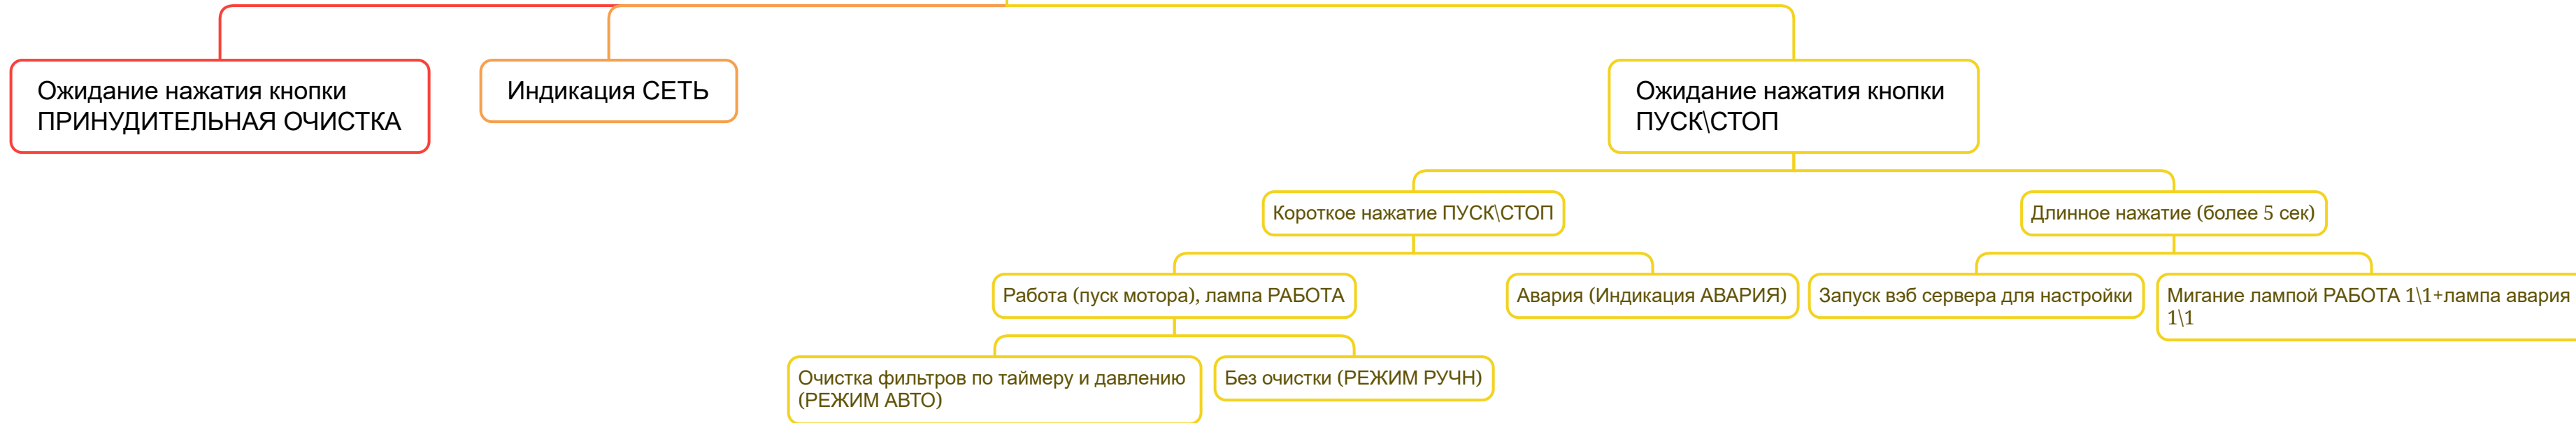 Ожидание нажатия кнопки
ПРИНУДИТЕЛЬНАЯ ОЧИСТКА
Индикация СЕТЬ
Ожидание нажатия кнопки
ПУСК\СТОП
Короткое нажатие ПУСК\СТОП
Длинное нажатие (более 5 сек)
Работа (пуск мотора), лампа РАБОТА
Авария (Индикация АВАРИЯ)
Запуск вэб сервера для настройки
Мигание лампой РАБОТА 1\1+лампа авария
1\1
Очистка фильтров по таймеру и давлению
(РЕЖИМ АВТО)
Без очистки (РЕЖИМ РУЧН)